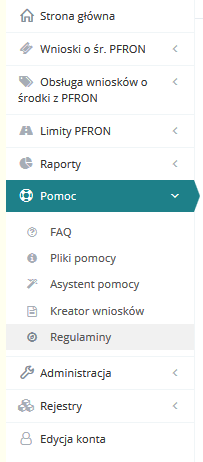 Strona główna
Wnioski o śr. PFRON
Obsługa wniosków o
środki z PFRON
Limity PFRON
Raporty
Pomoc
FAQ
Pliki pomocy
Asystent pomocy
Kreator wniosków
Regulaminy
Administracja
Rejestry
Edycja konta